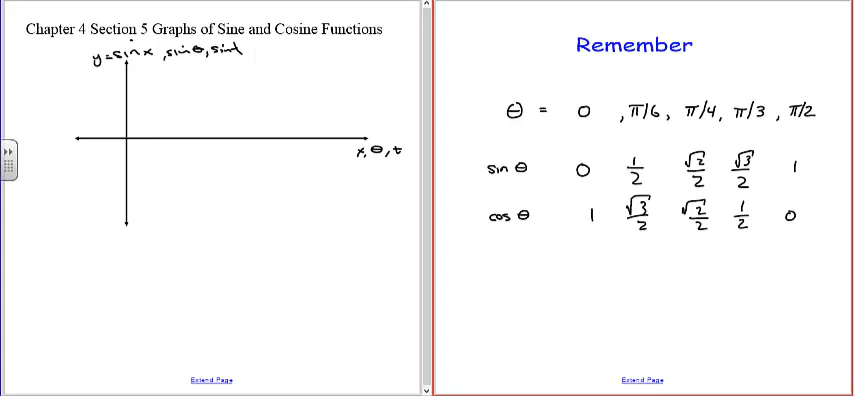 Chapter 4 Section 5 Graphs of Sine and Cosine Functions
y=sin x, sin θ, sin t
x, θ, t
Extend Page
Remember
θ = 0, π/6, π/4, π/3, π/2
sin θ 0 1/2 √2/2 √3/2 1
cos θ 1 √3/2 √2/2 1/2 0
Extend Page